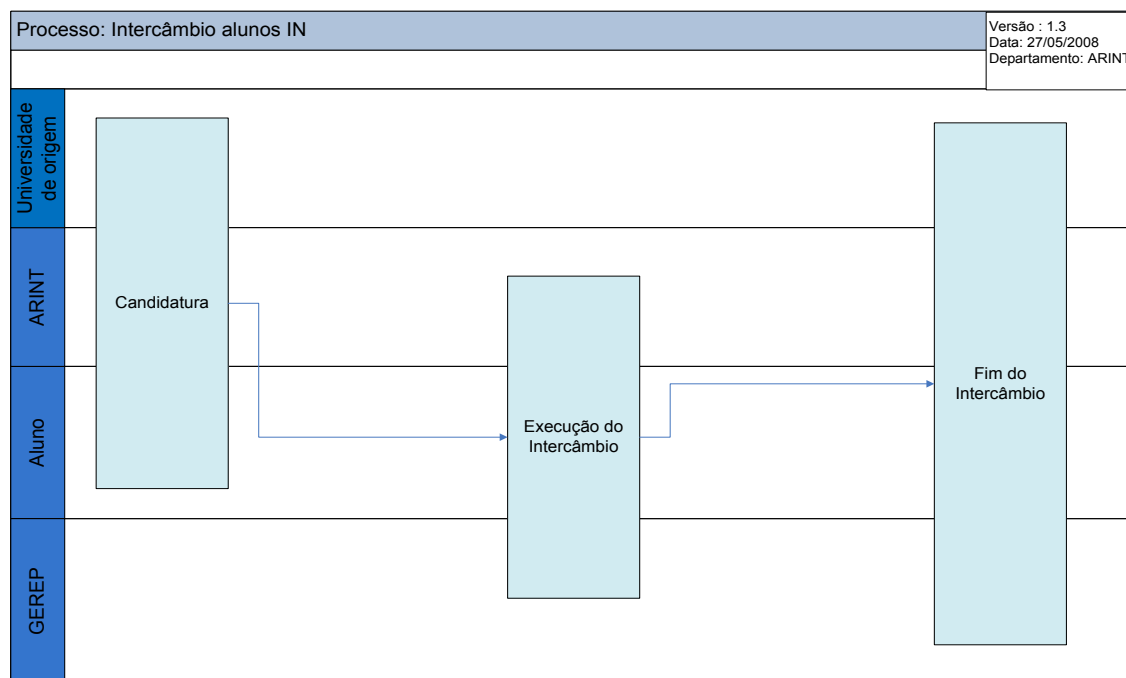 Processo: Intercâmbio alunos IN
Versão : 1.3
Data: 27/05/2008
Departamento: ARINT
Universidade
de origem
ARINT
Aluno
GEREP
Candidatura
Execução do
Intercâmbio
Fim do
Intercâmbio